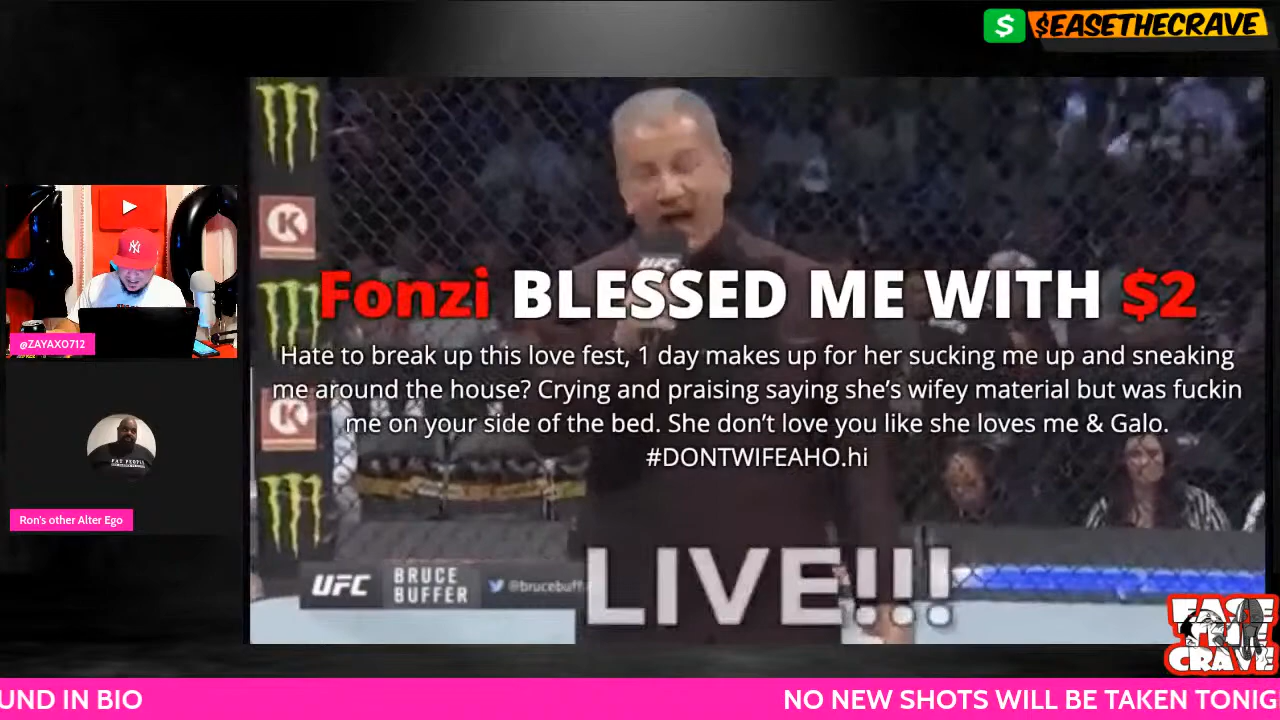 $EASETHECRAVE
UFC
Fonzi BLESSED ME WITH $2
Hate to break up this love fest, 1 day makes up for her sucking me up and sneaking
me around the house? Crying and praising saying she’s wifey material but was fuckin
me on your side of the bed. She don’t love you like she loves me & Galo.
#DONTWIFEAHO.hi
@ZAYAXO712
Ron's other Alter Ego
UFC
BRUCE
BUFFER
@brucebuff
LIVE!!!
EASE
THE
CRAVE
UND IN BIO
NO NEW SHOTS WILL BE TAKEN TONIG